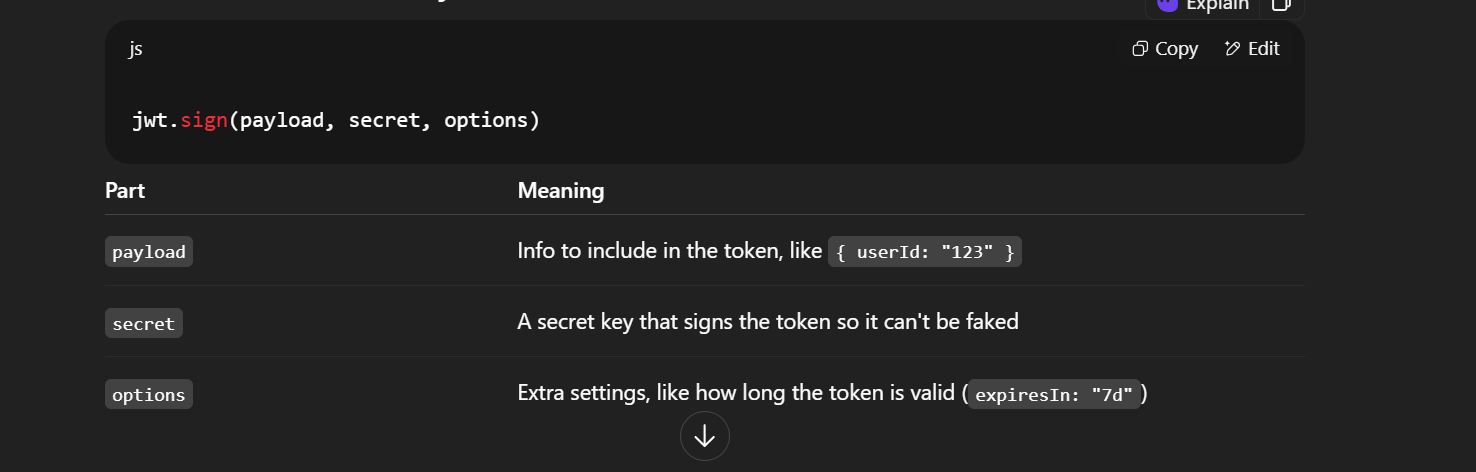 Explain
js
Copy Edit
jwt.sign(payload, secret, options)
Part Meaning
payload Info to include in the token, like { userId: "123" }
secret A secret key that signs the token so it can't be faked
options Extra settings, like how long the token is valid (expiresIn: "7d")